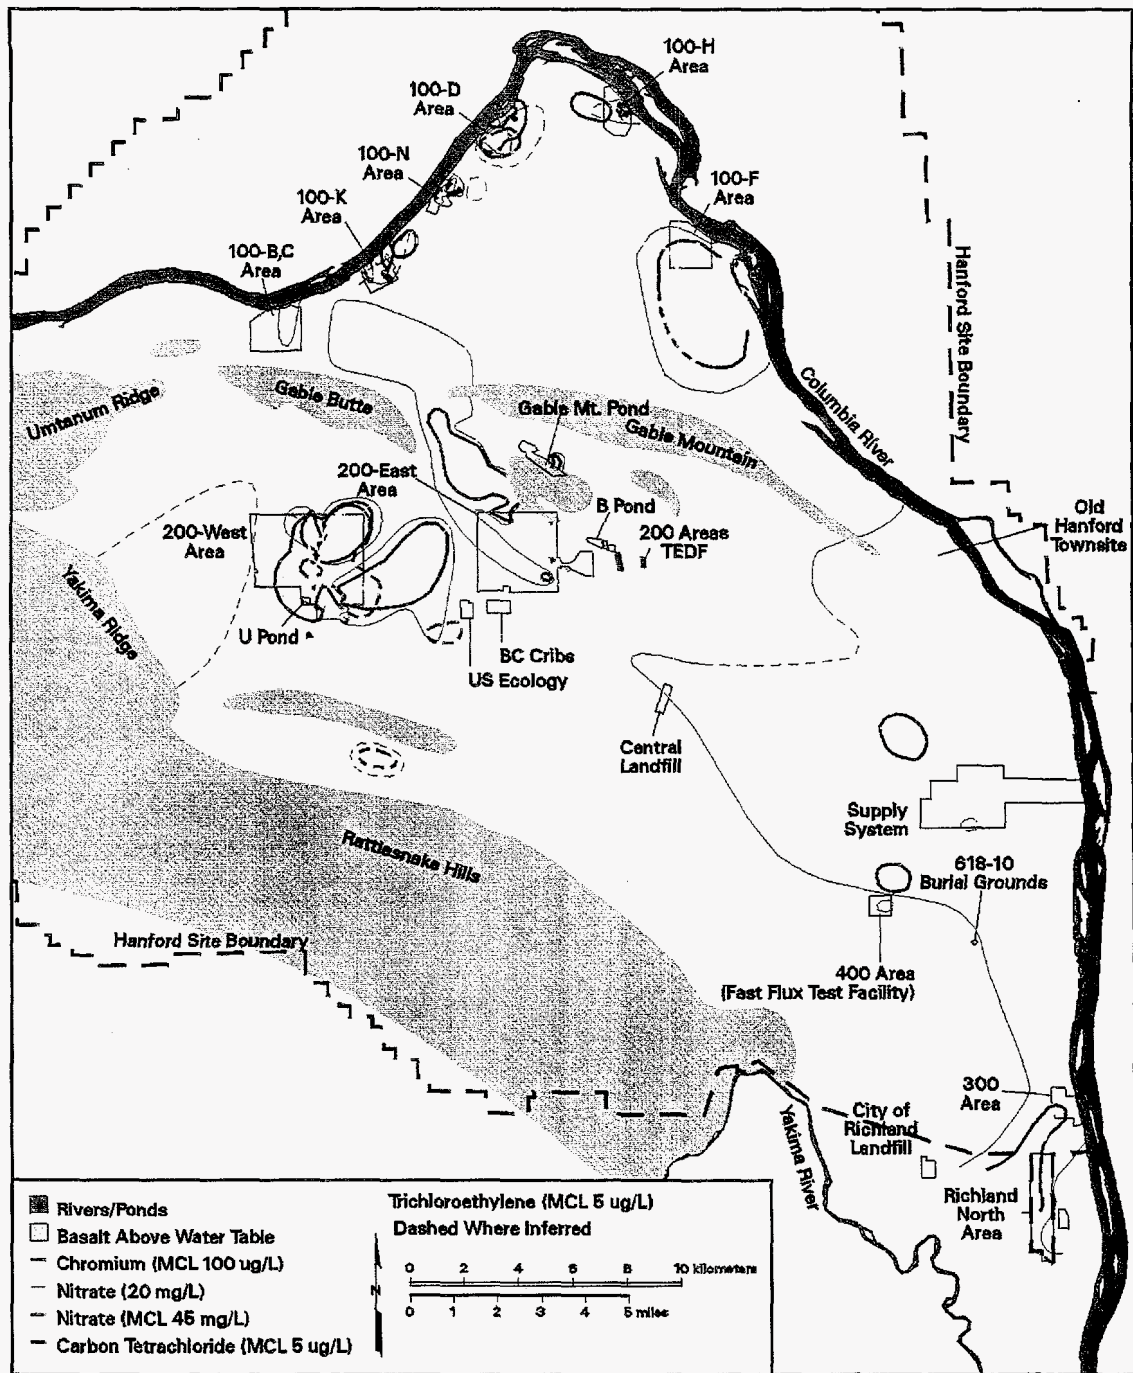 100-H
Area
100-D
Area
100-N
Area
100-F
Area
100-K
Area
100-B,C
Area
Hanford Site Boundary
Columbia River
Umtanum Ridge
Gable Butte
Gable Mt. Pond
Gable Mountain
200-East
Area
200-West
Area
B Pond
200 Areas
TEDF
Old
Hanford
Townsite
Yakima Ridge
U Pond
BC Cribs
US Ecology
Central
Landfill
Supply
System
Rattlesnake Hills
618-10
Burial Grounds
Hanford Site Boundary
400 Area
(Fast Flux Test Facility)
300
Area
City of
Richland
Landfill
Yakima River
Richland
North
Area
Rivers/Ponds
Basalt Above Water Table
Chromium (MCL 100 ug/L)
Nitrate (20 mg/L)
Nitrate (MCL 45 mg/L)
Carbon Tetrachloride (MCL 5 ug/L)
Trichloroethylene (MCL 5 ug/L)
Dashed Where Inferred
N
0 2 4 6 8 10 kilometers
0 1 2 3 4 5 miles